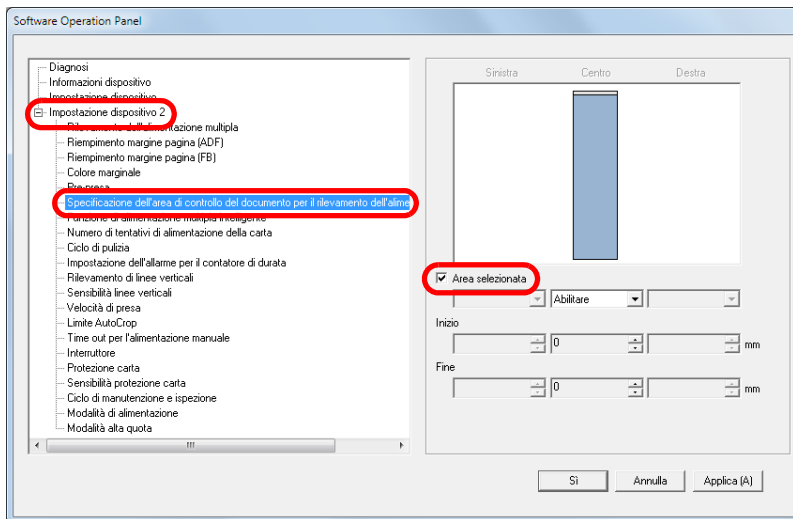 Software Operation Panel
Diagnosi
Informazioni dispositivo
Impostazione dispositivo
Impostazione dispositivo 2
Rilevamento dell'alimentazione multipla
Riempimento margine pagina (ADF)
Riempimento margine pagina (FB)
Colore marginale
Pre-presa
Specificazione dell'area di controllo del documento per il rilevamento dell'alime
Funzione di alimentazione multipla intelligente
Numero di tentativi di alimentazione della carta
Ciclo di pulizia
Impostazione dell'allarme per il contatore di durata
Rilevamento di linee verticali
Sensibilità linee verticali
Velocità di presa
Limite AutoCrop
Time out per l'alimentazione manuale
Interruttore
Protezione carta
Sensibilità protezione carta
Ciclo di manutenzione e ispezione
Modalità di alimentazione
Modalità alta quota
Sinistra Centro Destra
Area selezionata
Abilitare
Inizio
0 mm
Fine
0 mm
Sì Annulla Applica (A)